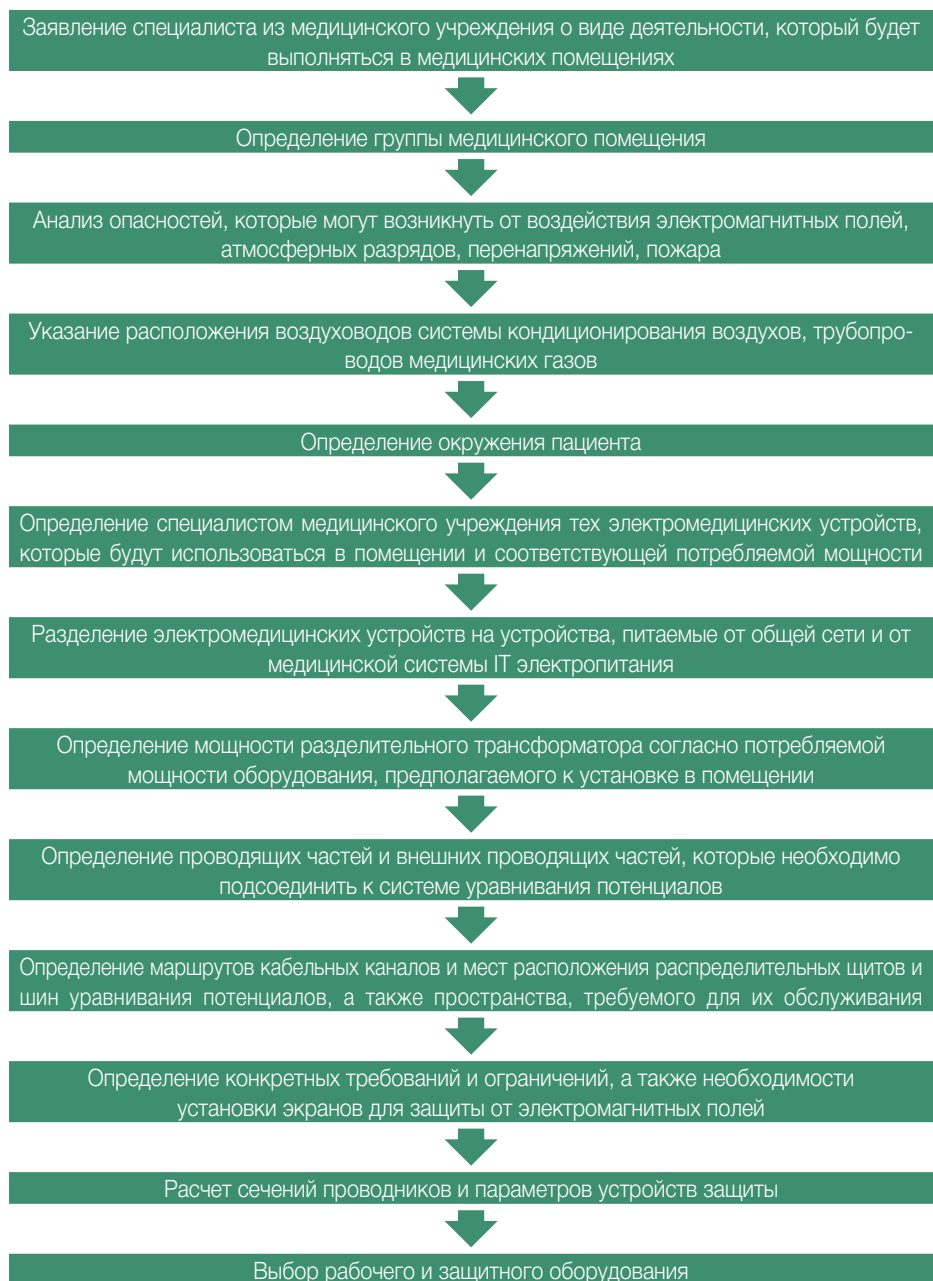 Заявление специалиста из медицинского учреждения о виде деятельности, который будет
выполняться в медицинских помещениях
Определение группы медицинского помещения
Анализ опасностей, которые могут возникнуть от воздействия электромагнитных полей,
атмосферных разрядов, перенапряжений, пожара
Указание расположения воздуховодов системы кондиционирования воздухов, трубопро-
водов медицинских газов
Определение окружения пациента
Определение специалистом медицинского учреждения тех электромедицинских устройств,
которые будут использоваться в помещении и соответствующей потребляемой мощности
Разделение электромедицинских устройств на устройства, питаемые от общей сети и от
медицинской системы IT электропитания
Определение мощности разделительного трансформатора согласно потребляемой
мощности оборудования, предполагаемого к установке в помещении
Определение проводящих частей и внешних проводящих частей, которые необходимо
подсоединить к системе уравнивания потенциалов
Определение маршрутов кабельных каналов и мест расположения распределительных щитов и
шин уравнивания потенциалов, а также пространства, требуемого для их обслуживания
Определение конкретных требований и ограничений, а также необходимости
установки экранов для защиты от электромагнитных полей
Расчет сечений проводников и параметров устройств защиты
Выбор рабочего и защитного оборудования